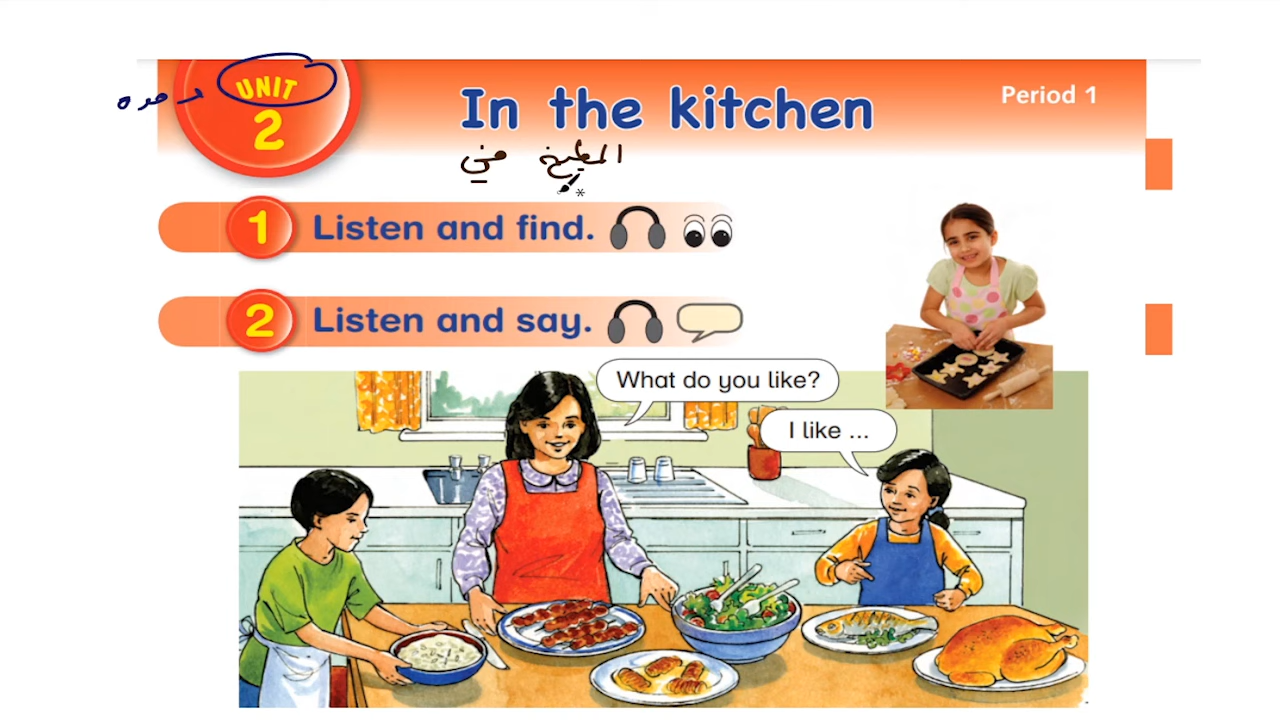 UNIT
2
وحده
In the kitchen
Period 1
في المطبخ
1 Listen and find.
2 Listen and say.
What do you like?
I like ...